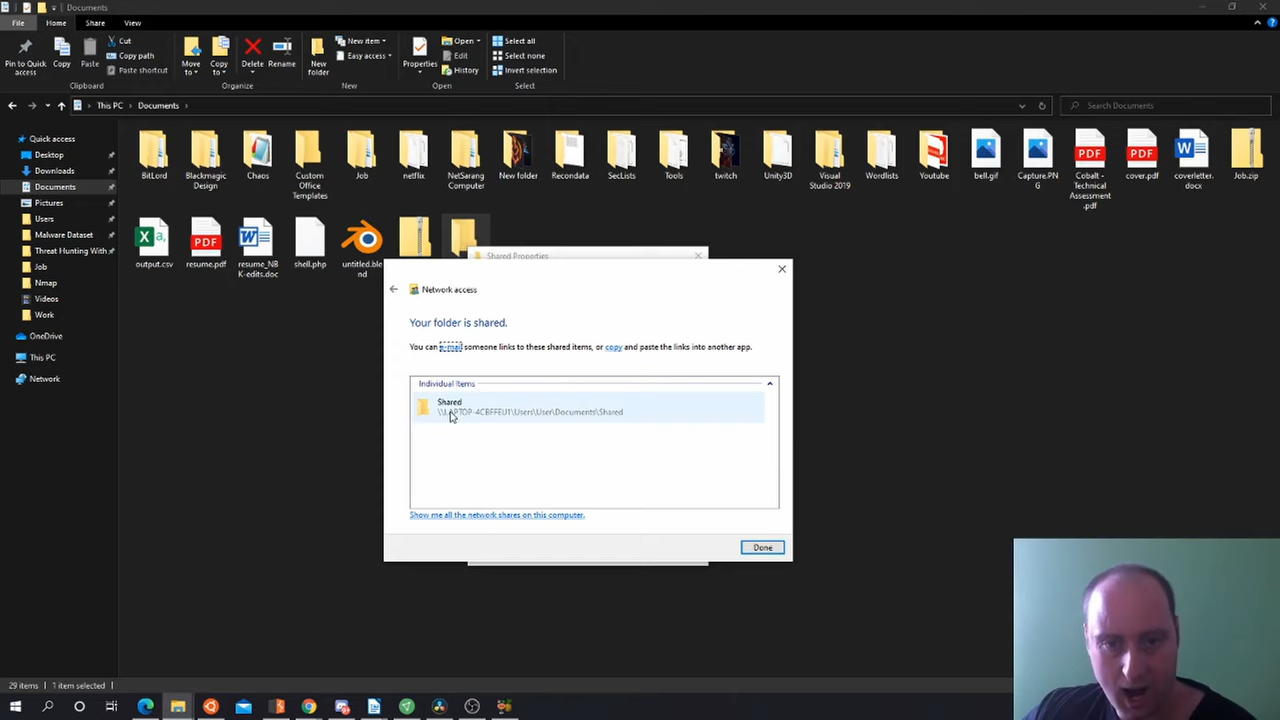 Documents
File
Home
Share
View
Pin to Quick access
Copy
Paste
Cut
Copy path
Paste shortcut
Move to
Copy to
Delete
Rename
New folder
New item
Easy access
Properties
Open
Edit
History
Select all
Select none
Invert selection
Clipboard
Organize
New
Open
Select
This PC
Documents
Search Documents
Quick access
Desktop
Downloads
Documents
Pictures
Users
Malware Dataset
Threat Hunting With
Job
Nmap
Videos
Work
OneDrive
This PC
Network
BitLord
Blackmagic Design
Chaos
Custom Office Templates
Job
netflix
NetSarang Computer
New folder
Recondata
SecLists
Tools
twitch
Unity3D
Visual Studio 2019
Wordlists
Youtube
bell.gif
Capture.PNG
Cobalt - Technical Assessment.pdf
cover.pdf
coverletter.docx
Job.zip
output.csv
resume.pdf
resume_NBK-edits.doc
shell.php
untitled.blend
Shared Properties
Network access
Your folder is shared.
You can e-mail someone links to these shared items, or copy and paste the links into another app.
Individual Items
Shared
\\LAPTOP-4CBFFEU1\Users\User\Documents\Shared
Show me all the network shares on this computer.
Done
29 items
1 item selected